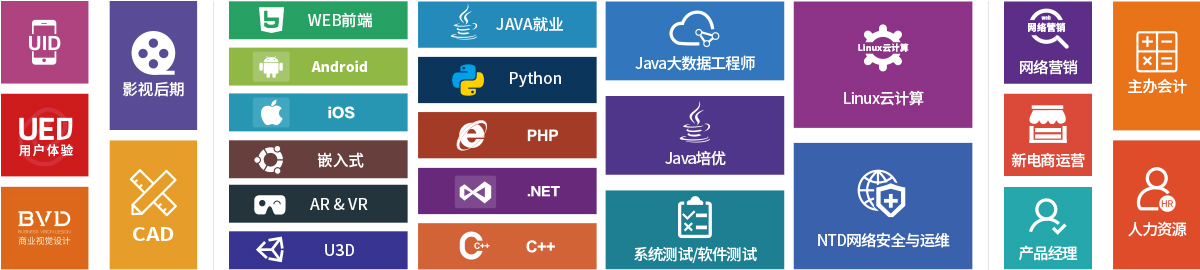 UID
UED
用户体验
BVD
BUSINESS VISION DESIGN
商业视觉设计
影视后期
CAD
WEB前端
Android
iOS
嵌入式
AR & VR
U3D
JAVA就业
Python
PHP
.NET
C++
C++
Java大数据工程师
Java培优
系统测试/软件测试
Linux云计算
Linux云计算
NTD网络安全与运维
web
网络营销
网络营销
新电商运营
产品经理
主办会计
HR
人力资源